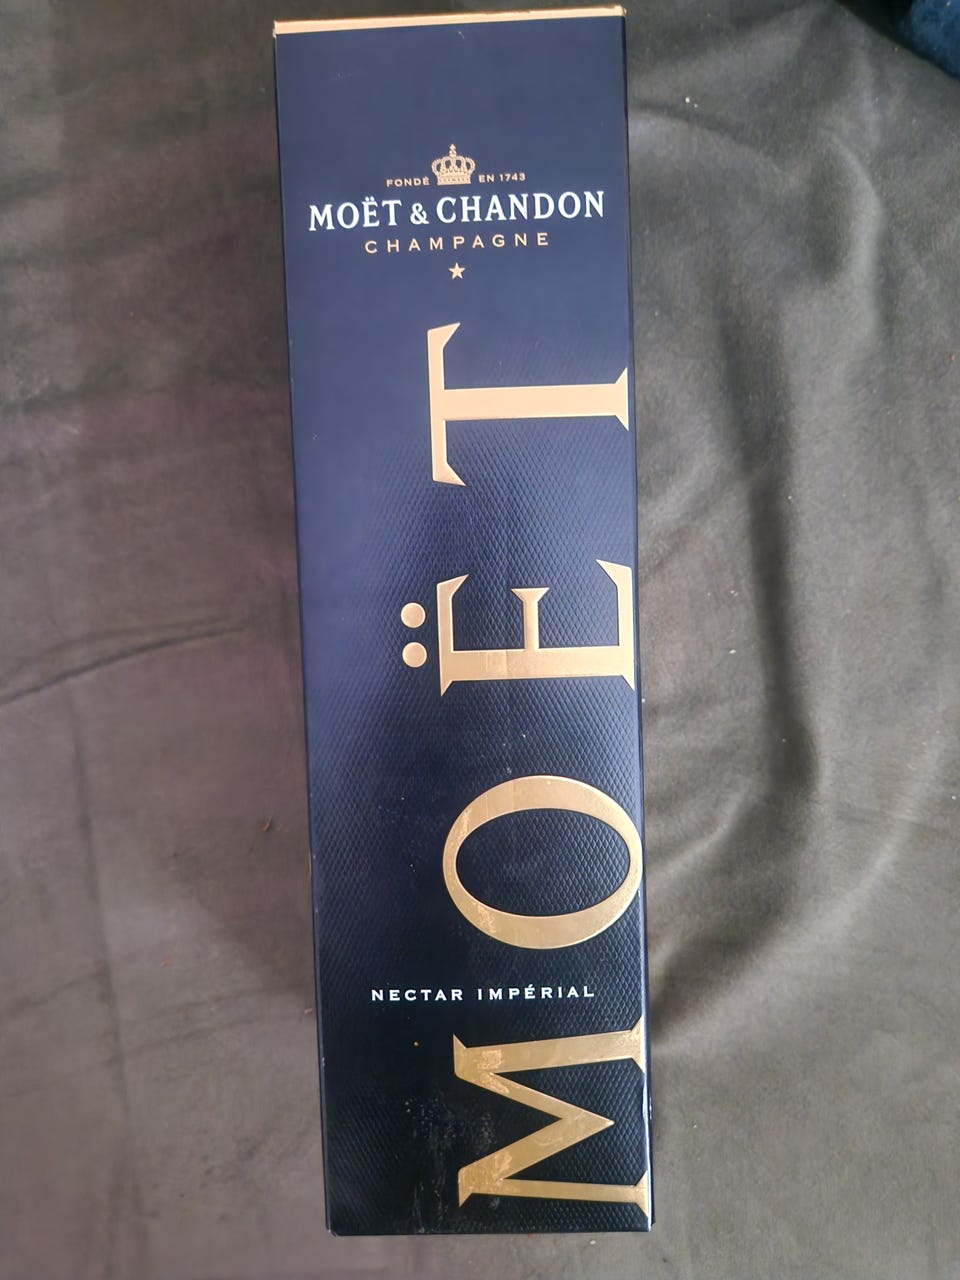 FONDÉ EN 1743
MOËT & CHANDON
CHAMPAGNE
MOËT
NECTAR IMPÉRIAL